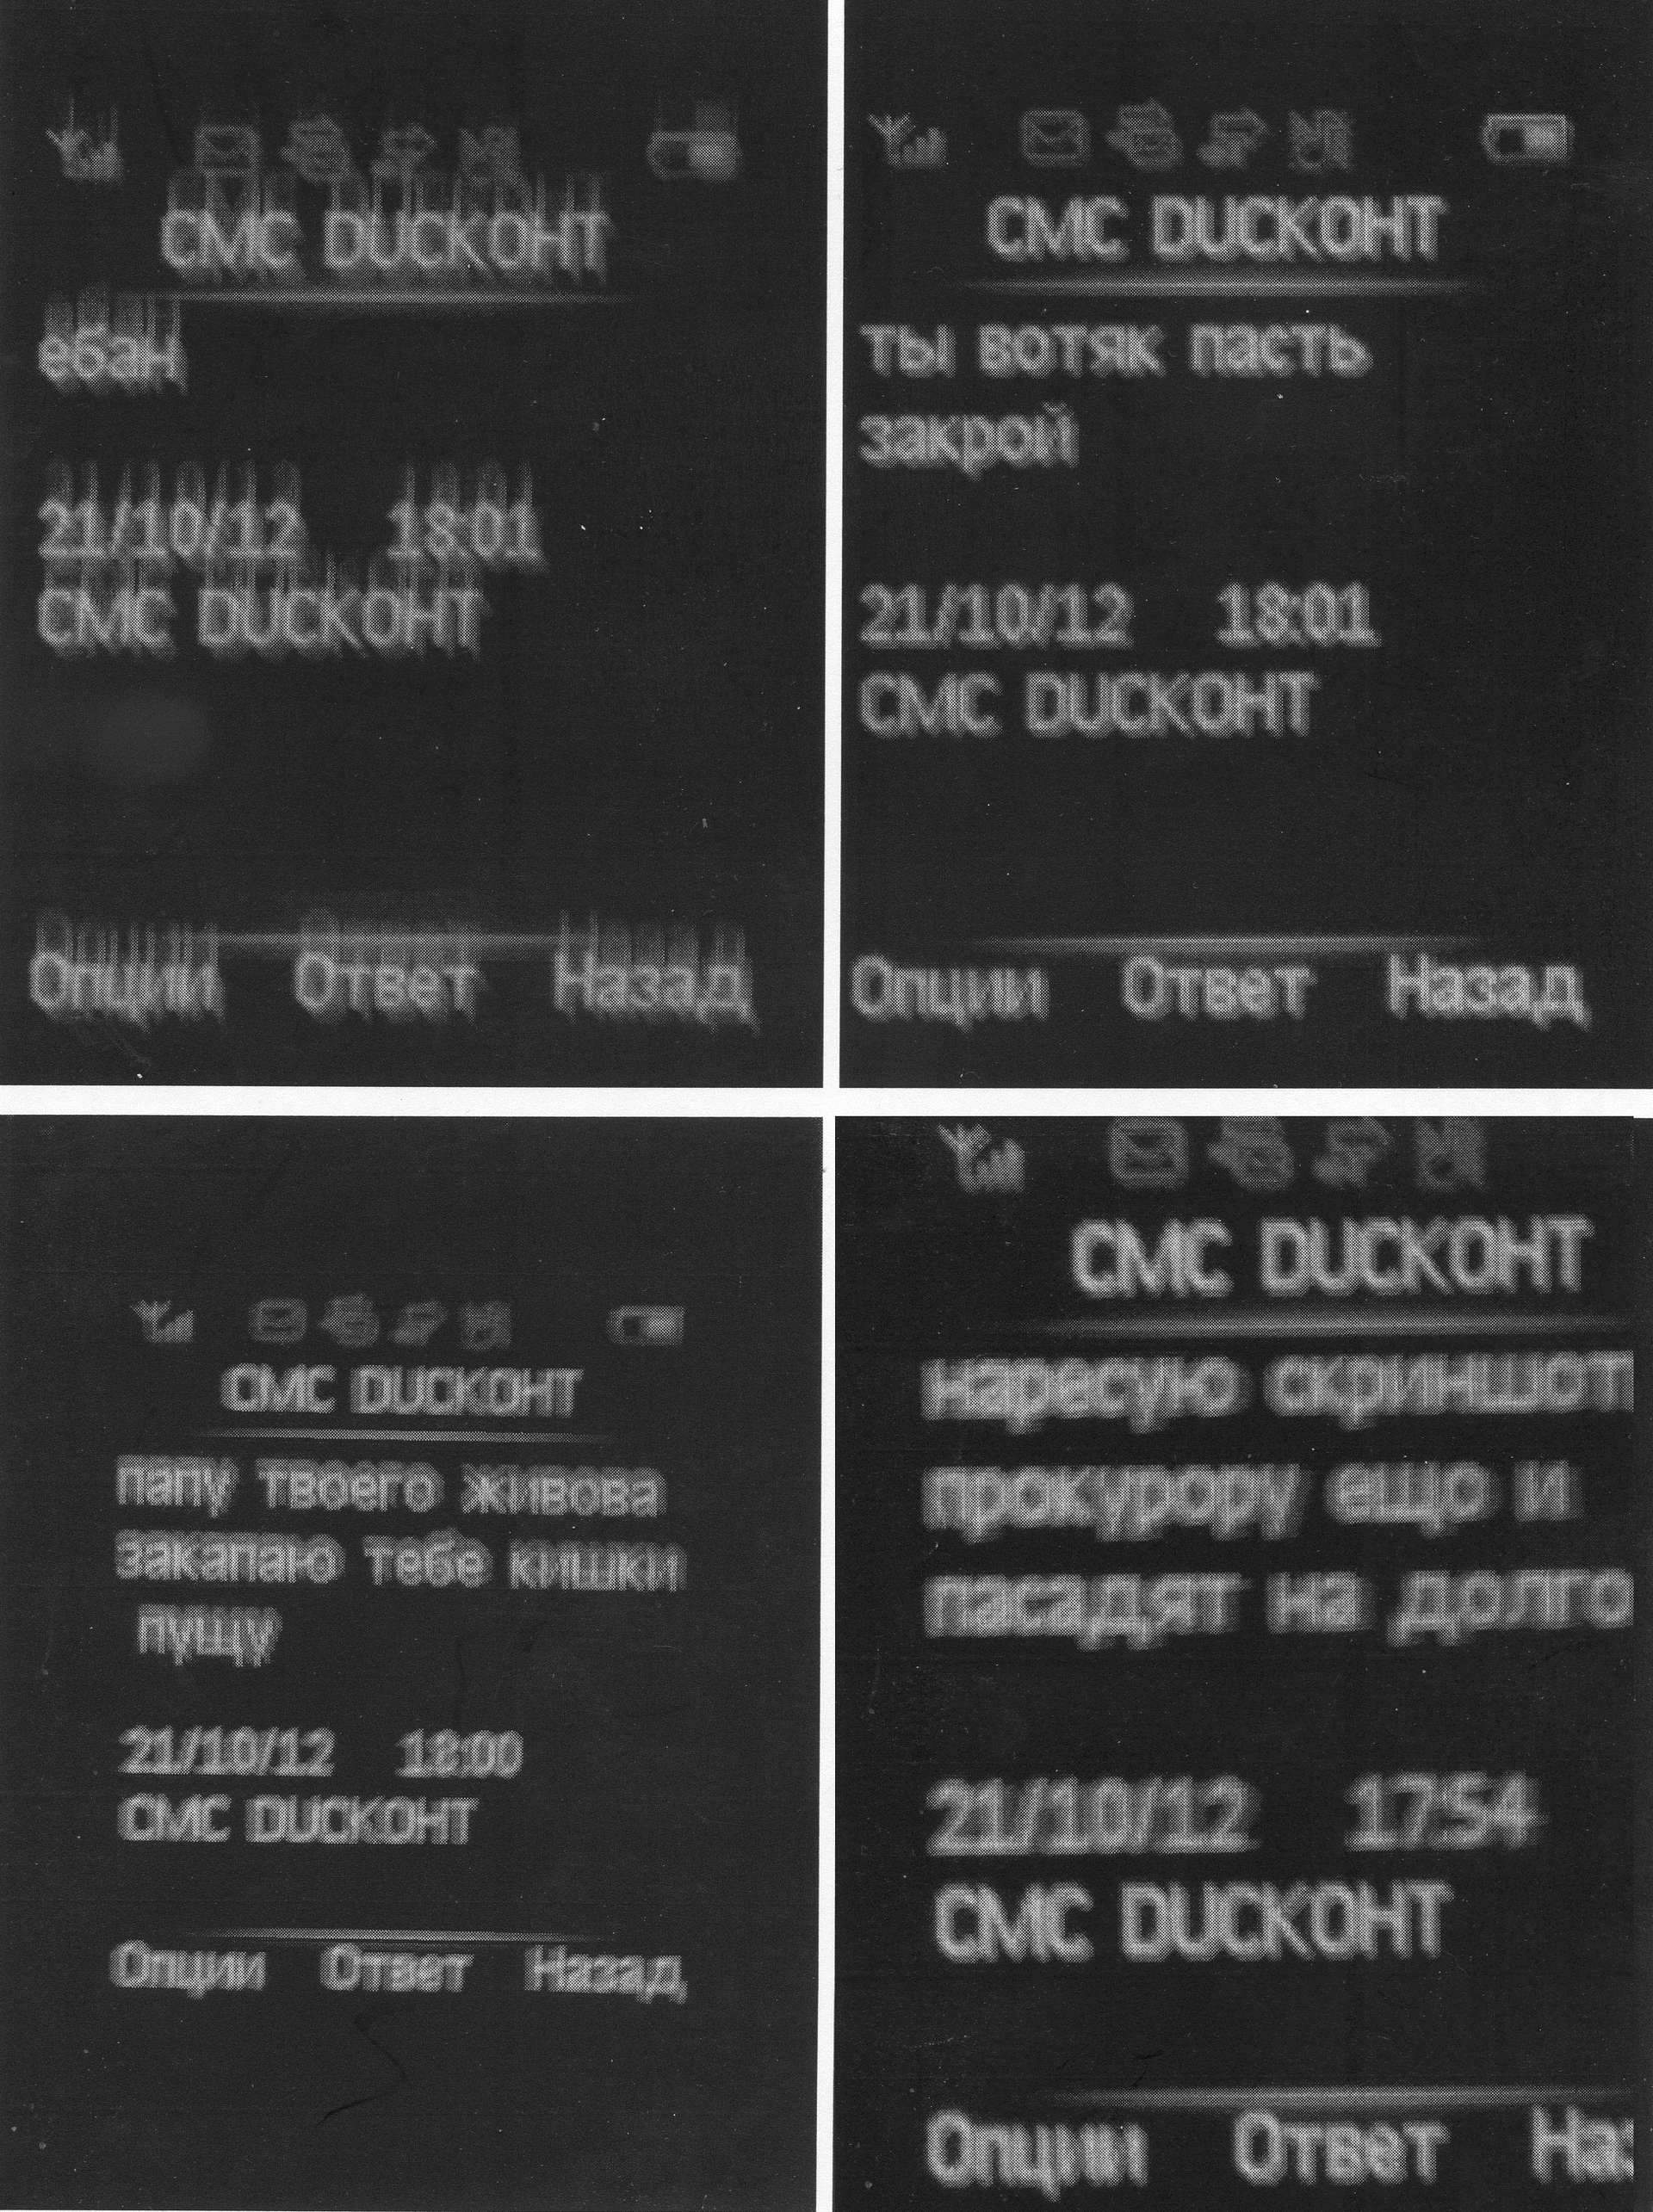 СМС DUСКОНТ
ебан
21/10/12 18:01
СМС DUСКОНТ
Опции Ответ Назад
СМС DUСКОНТ
ты вотяк пасть
закрой
21/10/12 18:01
СМС DUСКОНТ
Опции Ответ Назад
СМС DUСКОНТ
папу твоего живова
закапаю тебе кишки
пущу
21/10/12 18:00
СМС DUСКОНТ
Опции Ответ Назад
СМС DUСКОНТ
наресую скриншот
прокурору ещо и
пасадят на долго
21/10/12 17:54
СМС DUСКОНТ
Опции Ответ Наз